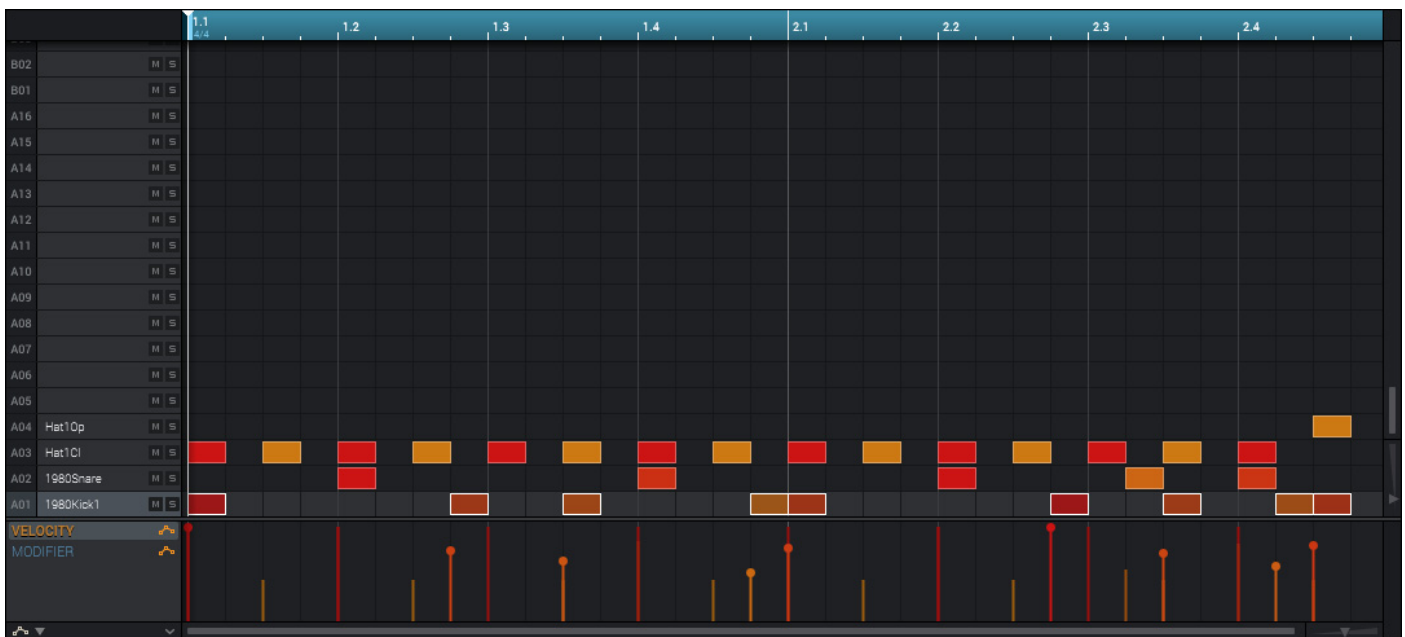 1.1 1.2 1.3 1.4 2.1 2.2 2.3 2.4
4/4
B02 M S
B01 M S
A16 M S
A15 M S
A14 M S
A13 M S
A12 M S
A11 M S
A10 M S
A09 M S
A08 M S
A07 M S
A06 M S
A05 M S
A04 Hat1Op M S
A03 Hat1Cl M S
A02 1980Snare M S
A01 1980Kick1 M S
VELOCITY
MODIFIER